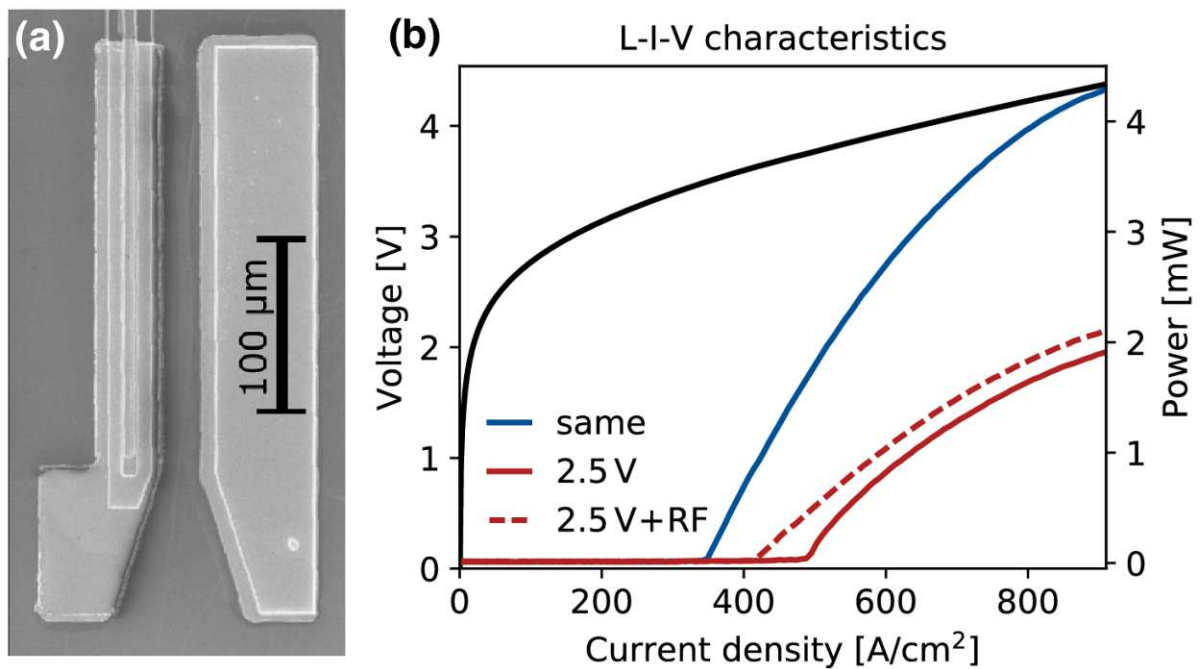 (a)
100 µm
(b)
L-I-V characteristics
Voltage [V]
4
3
2
1
0
same
2.5 V
2.5 V+RF
0
200
400
600
800
Current density [A/cm²]
4
3
2
1
0
Power [mW]